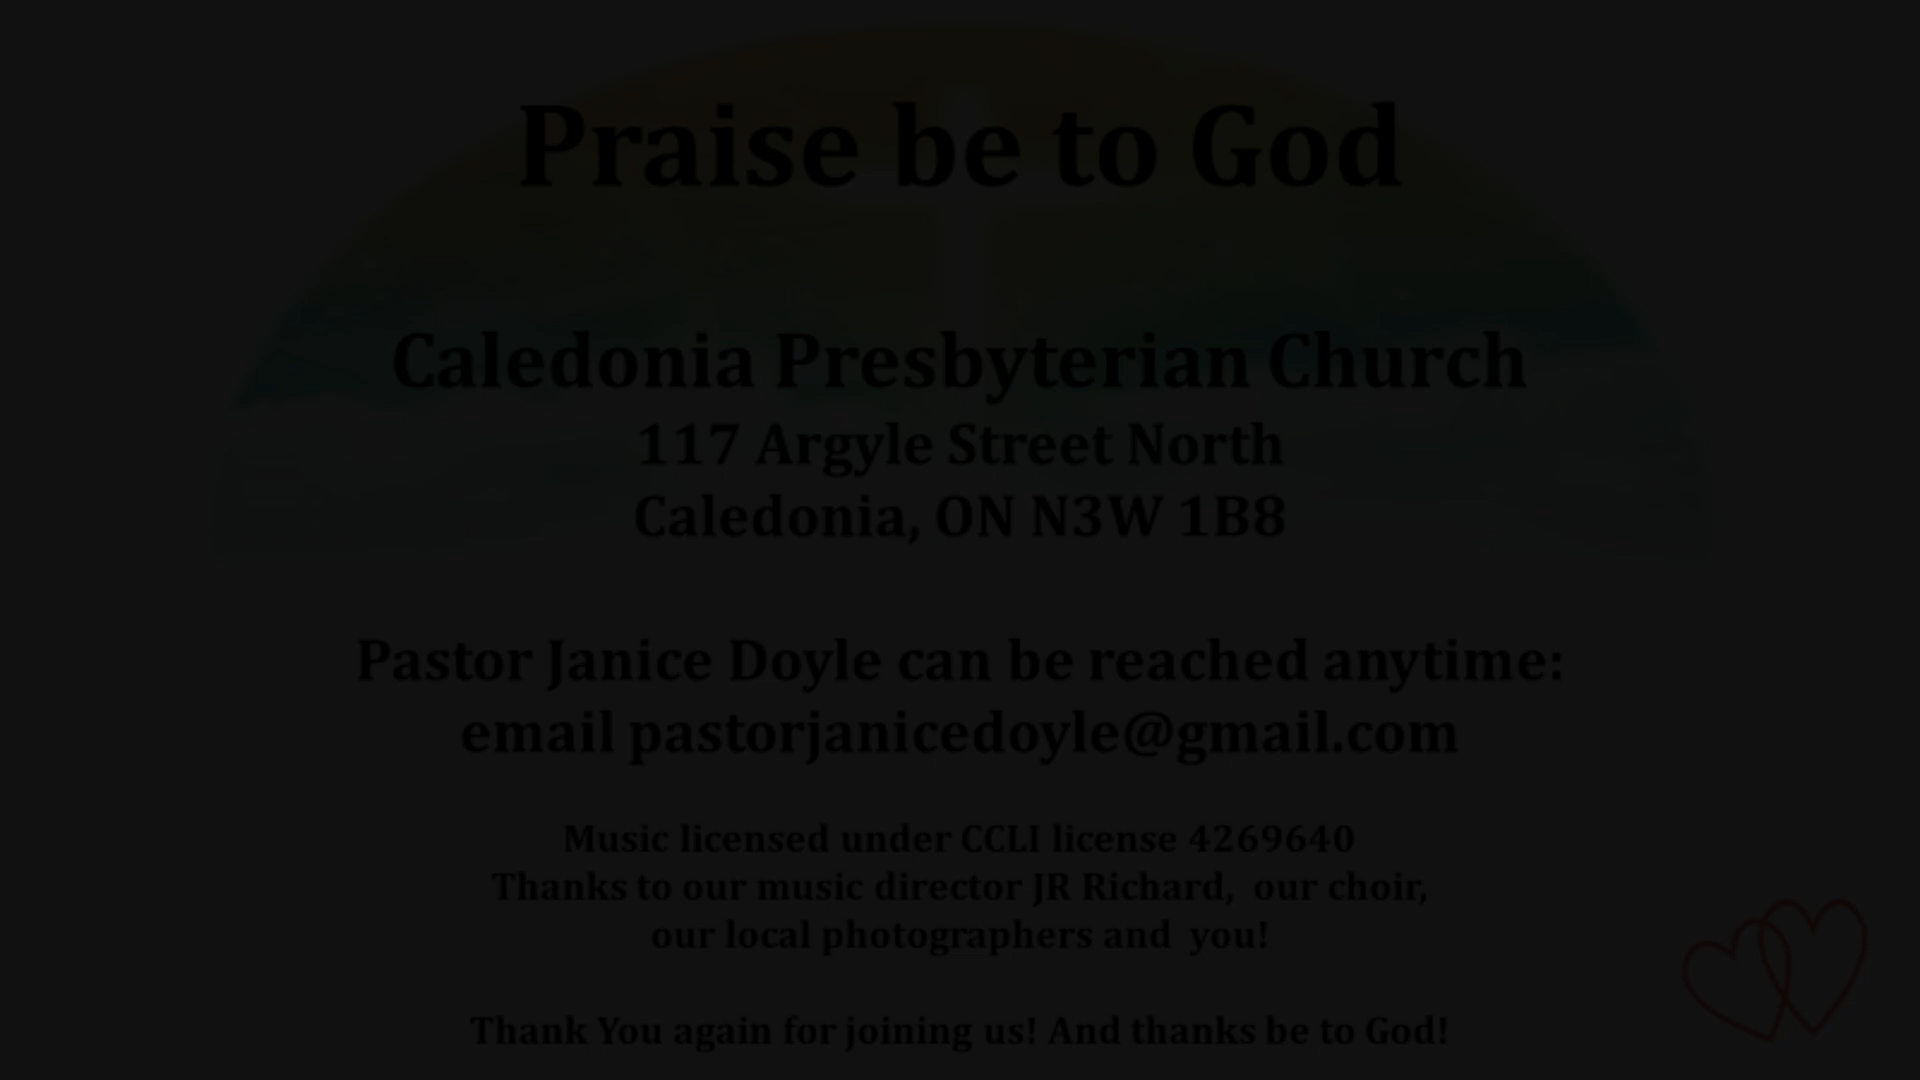 Praise be to God
Caledonia Presbyterian Church
117 Argyle Street North
Caledonia, ON N3W 1B8
Pastor Janice Doyle can be reached anytime:
email pastorjanicedoyle@gmail.com
Music licensed under CCLI license 4269640
Thanks to our music director JR Richard, our choir,
our local photographers and you!
Thank You again for joining us! And thanks be to God!